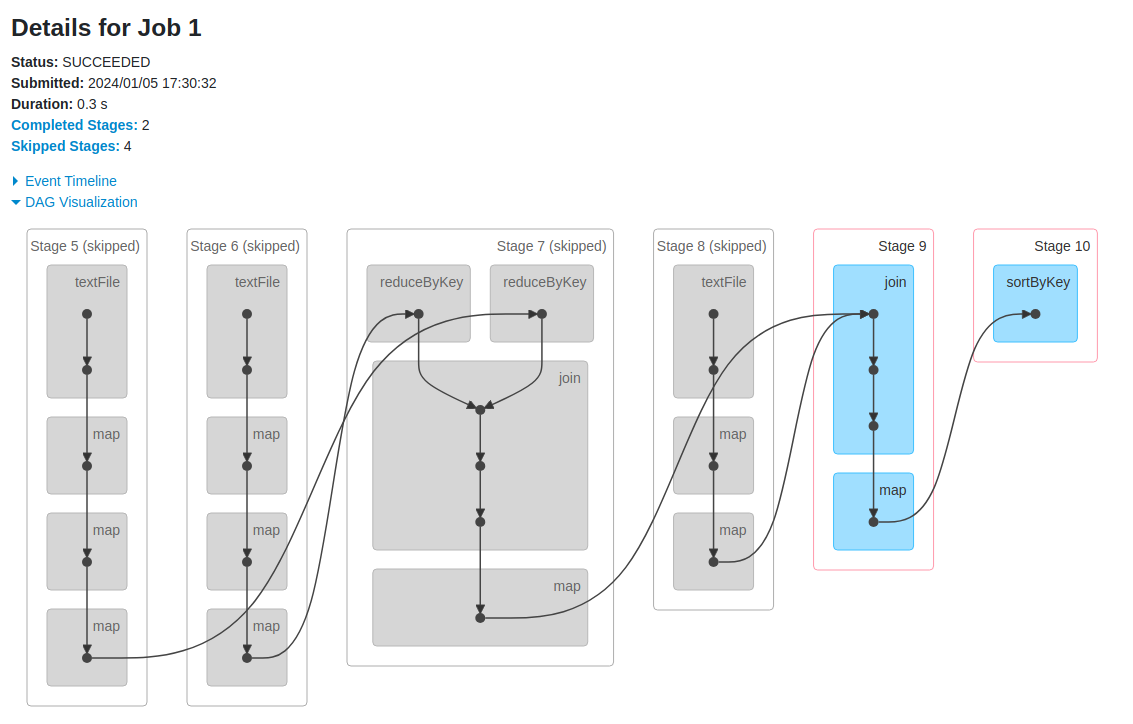 Details for Job 1
Status: SUCCEEDED
Submitted: 2024/01/05 17:30:32
Duration: 0.3 s
Completed Stages: 2
Skipped Stages: 4
Event Timeline
DAG Visualization
Stage 5 (skipped)
textFile
map
map
map
Stage 6 (skipped)
textFile
map
map
map
Stage 7 (skipped)
reduceByKey
reduceByKey
join
map
Stage 8 (skipped)
textFile
map
map
Stage 9
join
map
Stage 10
sortByKey